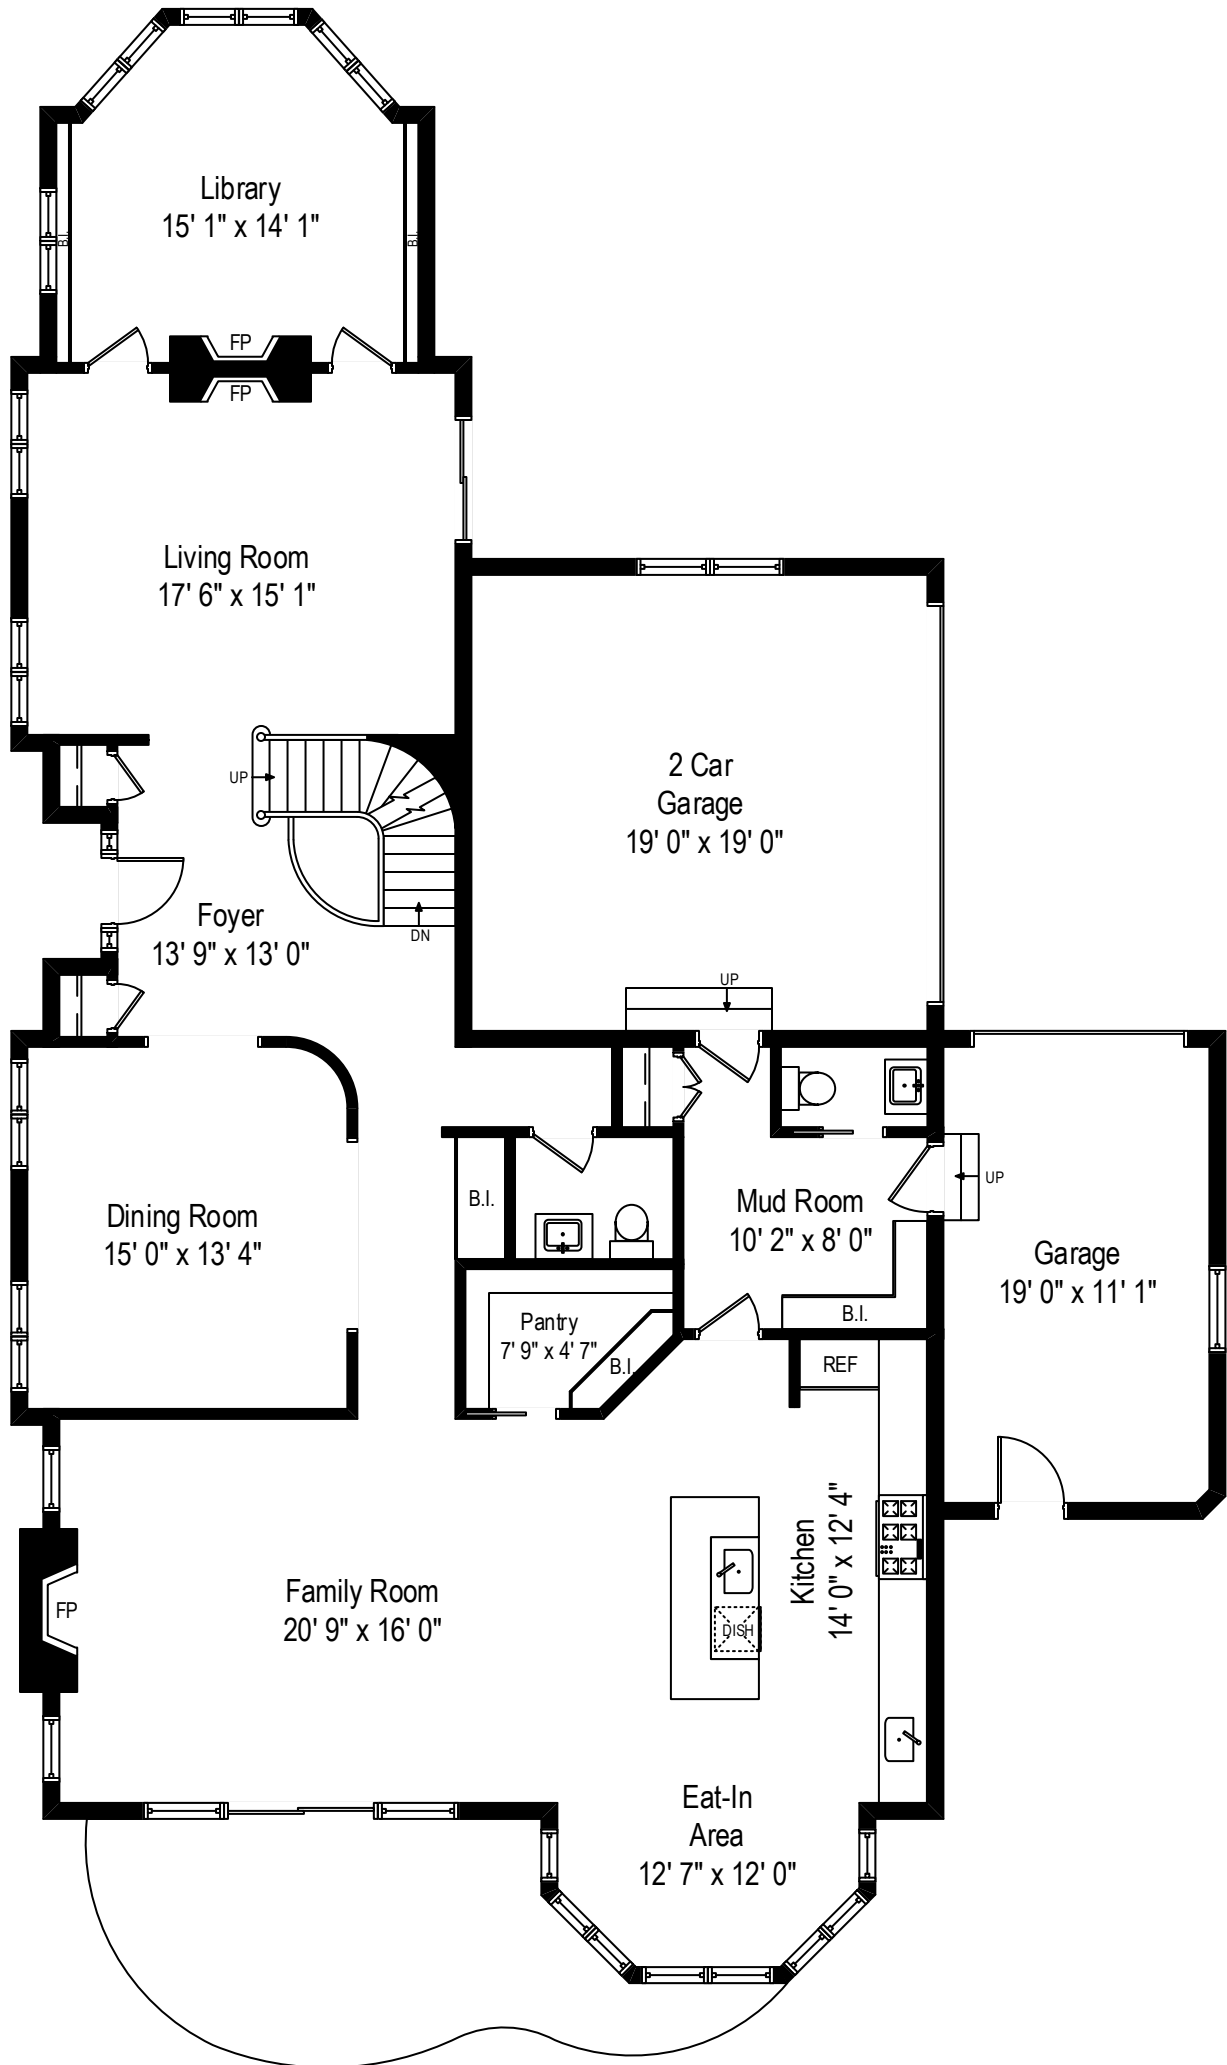 Library
15' 1" x 14' 1"
B.I.
B.I.
FP
FP
Living Room
17' 6" x 15' 1"
UP
DN
Foyer
13' 9" x 13' 0"
2 Car
Garage
19' 0" x 19' 0"
UP
Dining Room
15' 0" x 13' 4"
B.I.
Mud Room
10' 2" x 8' 0"
B.I.
UP
Garage
19' 0" x 11' 1"
Pantry
7' 9" x 4' 7"
B.I.
REF
Kitchen
14' 0" x 12' 4"
DISH
Family Room
20' 9" x 16' 0"
FP
Eat-In
Area
12' 7" x 12' 0"